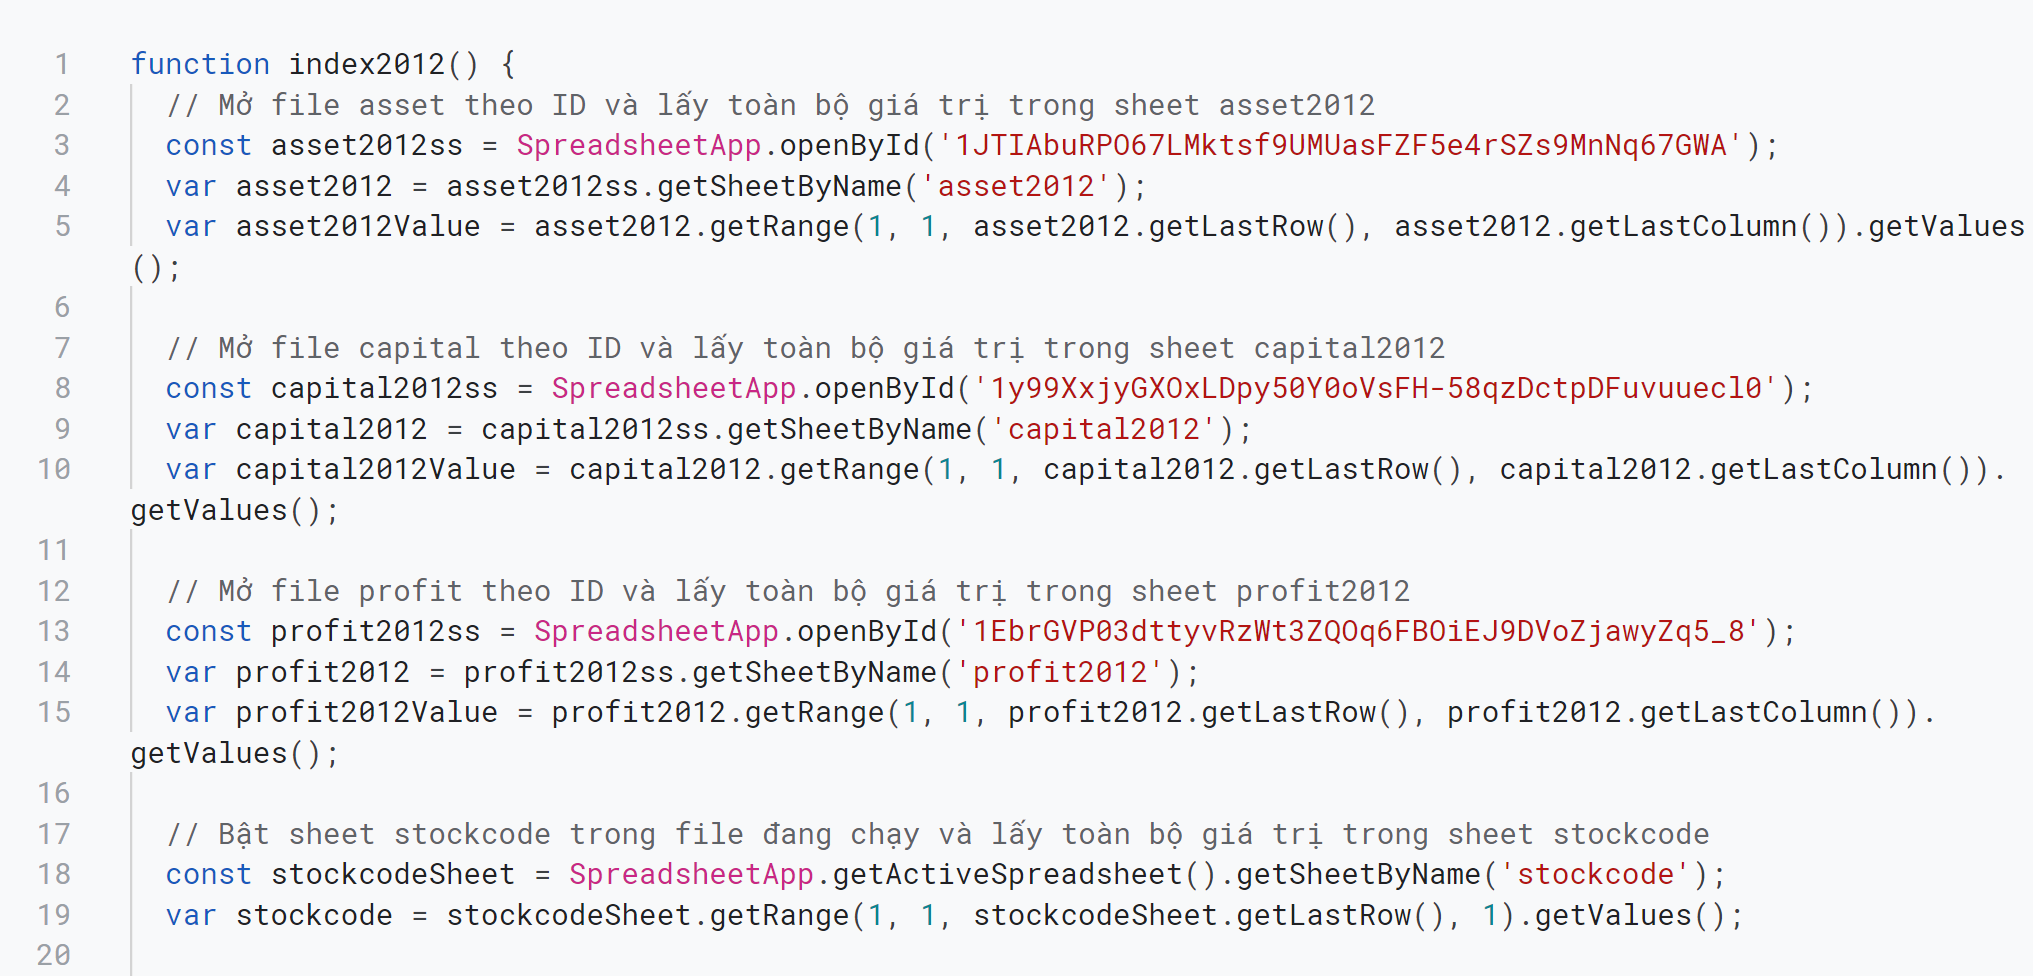 1 function index2012() {
2 // Mở file asset theo ID và lấy toàn bộ giá trị trong sheet asset2012
3 const asset2012ss = SpreadsheetApp.openById('1JTIAbuRPO67LMktsf9UMUasFZF5e4rSZs9MnNq67GWA');
4 var asset2012 = asset2012ss.getSheetByName('asset2012');
5 var asset2012Value = asset2012.getRange(1, 1, asset2012.getLastRow(), asset2012.getLastColumn()).getValues
();
6
7 // Mở file capital theo ID và lấy toàn bộ giá trị trong sheet capital2012
8 const capital2012ss = SpreadsheetApp.openById('1y99XxjyGXOxLDpy50Y0oVsFH-58qzDctpDFuvuuecl0');
9 var capital2012 = capital2012ss.getSheetByName('capital2012');
10 var capital2012Value = capital2012.getRange(1, 1, capital2012.getLastRow(), capital2012.getLastColumn()).
getValues();
11
12 // Mở file profit theo ID và lấy toàn bộ giá trị trong sheet profit2012
13 const profit2012ss = SpreadsheetApp.openById('1EbrGVP03dttyvRzWt3ZQOq6FBOiEJ9DVoZjawyZq5_8');
14 var profit2012 = profit2012ss.getSheetByName('profit2012');
15 var profit2012Value = profit2012.getRange(1, 1, profit2012.getLastRow(), profit2012.getLastColumn()).
getValues();
16
17 // Bật sheet stockcode trong file đang chạy và lấy toàn bộ giá trị trong sheet stockcode
18 const stockcodeSheet = SpreadsheetApp.getActiveSpreadsheet().getSheetByName('stockcode');
19 var stockcode = stockcodeSheet.getRange(1, 1, stockcodeSheet.getLastRow(), 1).getValues();
20